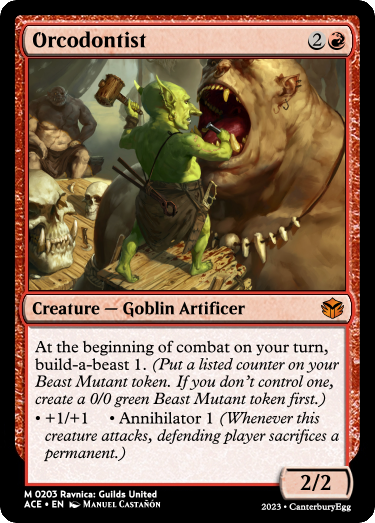 Orcodontist 2
Creature — Goblin Artificer
At the beginning of combat on your turn,
build-a-beast 1. (Put a listed counter on your
Beast Mutant token. If you don't control one,
create a 0/0 green Beast Mutant token first.)
• +1/+1 • Annihilator 1 (Whenever this
creature attacks, defending player sacrifices a
permanent.)
2/2
M 0203 Ravnica: Guilds United
ACE • EN Manuel Castañón
2023 • CanterburyEgg